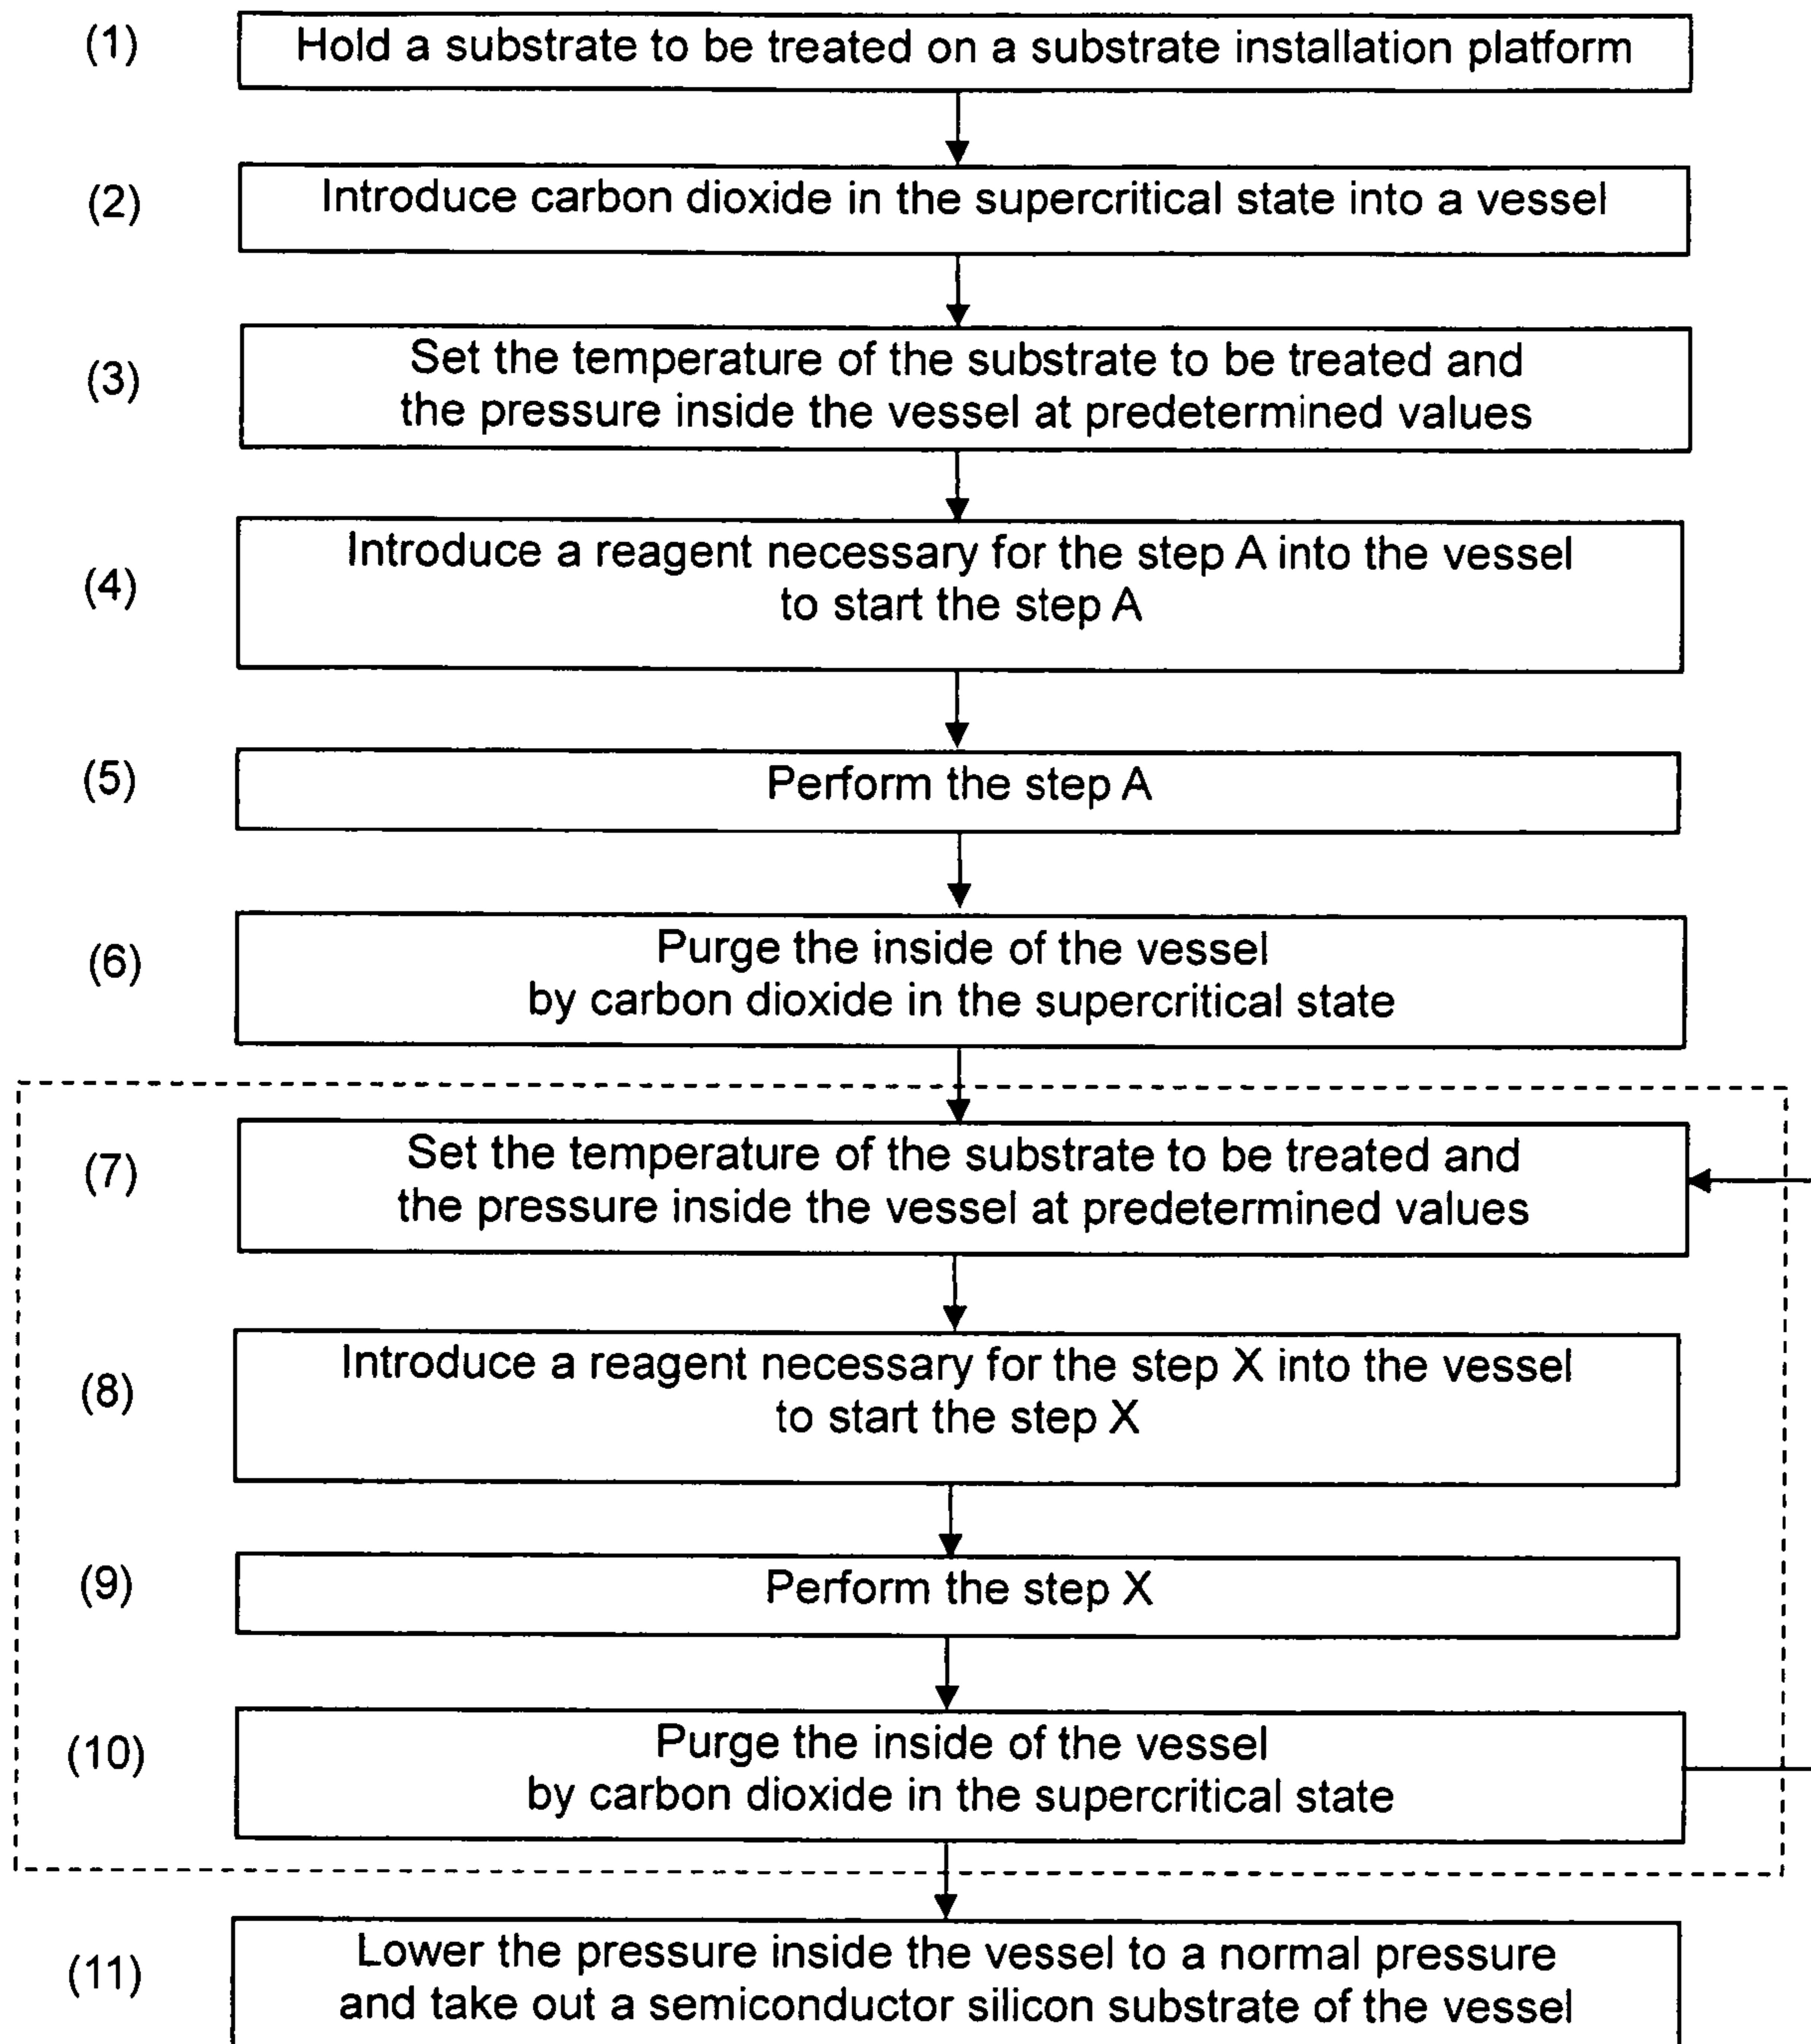 (1) Hold a substrate to be treated on a substrate installation platform
(2) Introduce carbon dioxide in the supercritical state into a vessel
(3) Set the temperature of the substrate to be treated and
the pressure inside the vessel at predetermined values
(4) Introduce a reagent necessary for the step A into the vessel
to start the step A
(5) Perform the step A
(6) Purge the inside of the vessel
by carbon dioxide in the supercritical state
(7) Set the temperature of the substrate to be treated and
the pressure inside the vessel at predetermined values
(8) Introduce a reagent necessary for the step X into the vessel
to start the step X
(9) Perform the step X
(10) Purge the inside of the vessel
by carbon dioxide in the supercritical state
(11) Lower the pressure inside the vessel to a normal pressure
and take out a semiconductor silicon substrate of the vessel